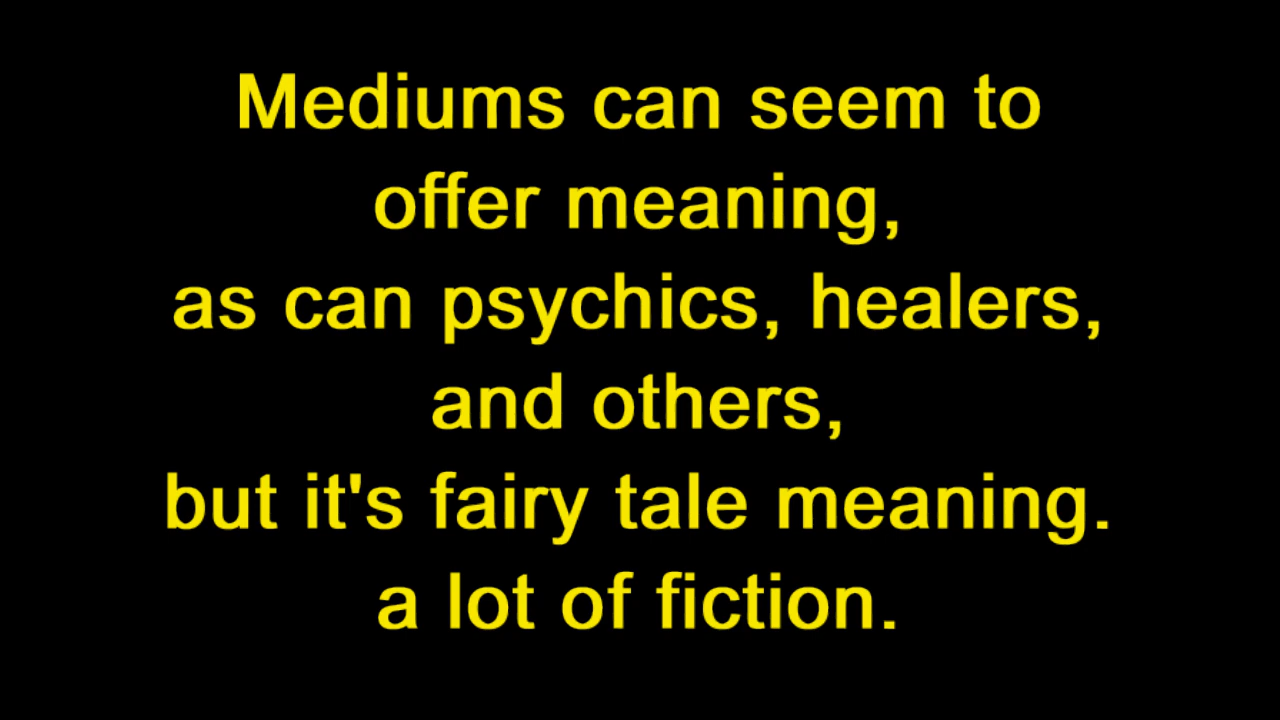 Mediums can seem to
offer meaning,
as can psychics, healers,
and others,
but it's fairy tale meaning.
a lot of fiction.